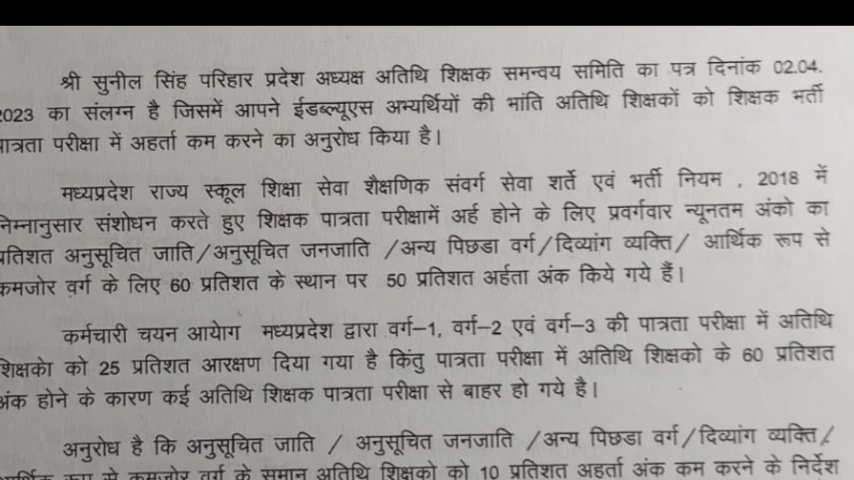 श्री सुनील सिंह परिहार प्रदेश अध्यक्ष अतिथि शिक्षक समन्वय समिति का पत्र दिनांक 02.04.
2023 का संलग्न है जिसमें आपने ईडब्ल्यूएस अभ्यर्थियों की भांति अतिथि शिक्षकों को शिक्षक भर्ती
पात्रता परीक्षा में अहर्ता कम करने का अनुरोध किया है।
मध्यप्रदेश राज्य स्कूल शिक्षा सेवा शैक्षणिक संवर्ग सेवा शर्ते एवं भर्ती नियम , 2018 में
निम्नानुसार संशोधन करते हुए शिक्षक पात्रता परीक्षामें अर्ह होने के लिए प्रवर्गवार न्यूनतम अंको का
प्रतिशत अनुसूचित जाति/अनुसूचित जनजाति /अन्य पिछडा वर्ग/दिव्यांग व्यक्ति/ आर्थिक रूप से
कमजोर वर्ग के लिए 60 प्रतिशत के स्थान पर 50 प्रतिशत अर्हता अंक किये गये हैं।
कर्मचारी चयन आयेाग मध्यप्रदेश द्वारा वर्ग–1, वर्ग–2 एवं वर्ग–3 की पात्रता परीक्षा में अतिथि
शिक्षकेा को 25 प्रतिशत आरक्षण दिया गया है किंतु पात्रता परीक्षा में अतिथि शिक्षको के 60 प्रतिशत
अंक होने के कारण कई अतिथि शिक्षक पात्रता परीक्षा से बाहर हो गये है।
अनुरोध है कि अनुसूचित जाति / अनुसूचित जनजाति /अन्य पिछडा वर्ग/दिव्यांग व्यक्ति/
आर्थिक रूप से कमजोर वर्ग के समान अतिथि शिक्षको को 10 प्रतिशत अहर्ता अंक कम करने के निर्देश